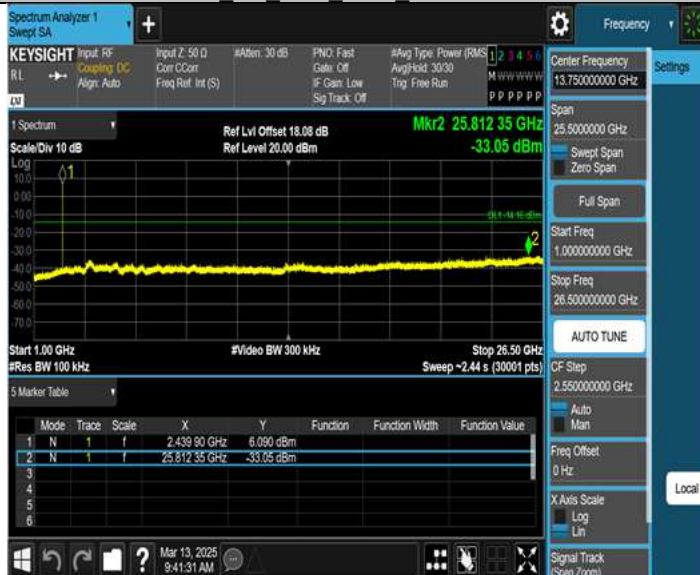 Spectrum Analyzer 1
Swept SA
Frequency
KEYSIGHT
Input: RF
Coupling: DC
Align: Auto
Input Z: 50 Ω
Corr CCorr
Freq Ref: Int (S)
#Atten: 30 dB
PNO: Fast
Gate: Off
IF Gain: Low
Sig Track: Off
#Avg Type: Power (RMS
Avg|Hold: 30/30
Trig: Free Run
1 2 3 4 5 6
M W W W W W
P P P P P P
RL
LXI
Center Frequency
13.750000000 GHz
Settings
Span
25.5000000 GHz
Swept Span
Zero Span
Full Span
Start Freq
1.000000000 GHz
Stop Freq
26.500000000 GHz
AUTO TUNE
CF Step
2.550000000 GHz
Auto
Man
Freq Offset
0 Hz
X Axis Scale
Log
Lin
Signal Track
(Span Zoom)
Local
1 Spectrum
Scale/Div 10 dB
Ref Lvl Offset 18.08 dB
Ref Level 20.00 dBm
Mkr2 25.812 35 GHz
-33.05 dBm
Log
10.0
0.00
-10.0
-20.0
-30.0
-40.0
-50.0
-60.0
-70.0
1
DL1 -14.16 dBm
2
Start 1.00 GHz
#Video BW 300 kHz
Stop 26.50 GHz
#Res BW 100 kHz
Sweep ~2.44 s (30001 pts)
5 Marker Table
Mode Trace Scale X Y Function Function Width Function Value
1 N 1 f 2.439 90 GHz 6.090 dBm
2 N 1 f 25.812 35 GHz -33.05 dBm
3
4
5
6
?
Mar 13, 2025
9:41:31 AM